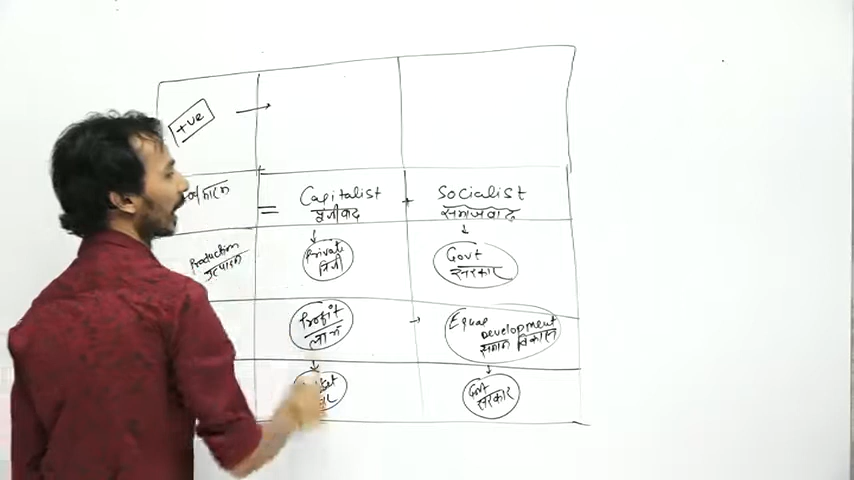 +ve →
Capitalist + Socialist
= पूंजीवाद समाजवाद
Production
उत्पादन
Private
निजी
Govt
सरकार
Profit
लाभ
→
Equal
Development
समान विकास
Govt
सरकार